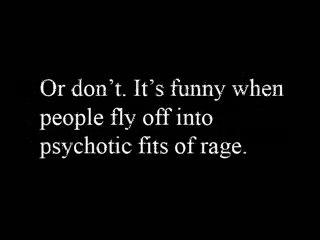 Or don’t. It’s funny when
people fly off into
psychotic fits of rage.